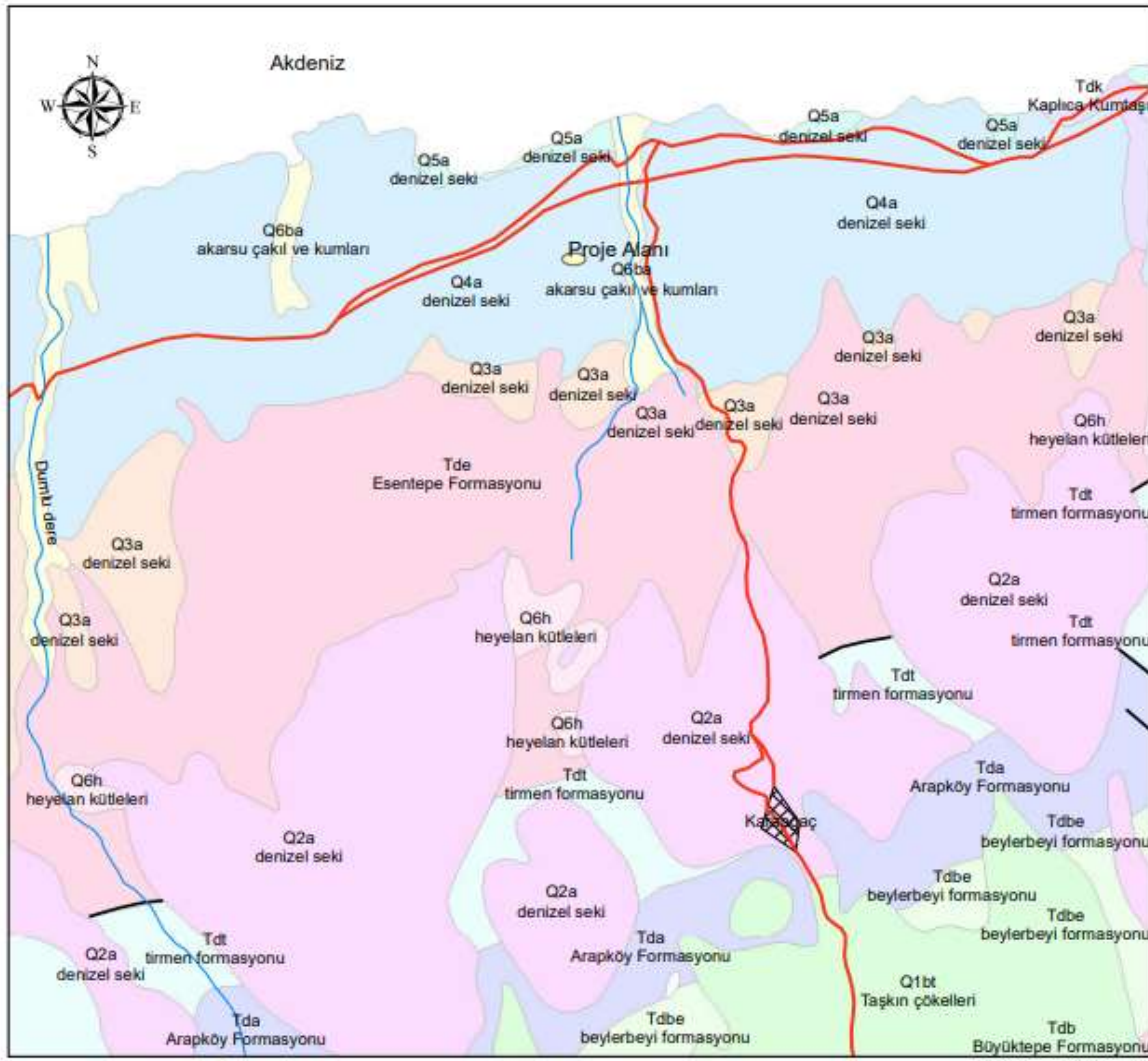 Akdeniz
N
W E
S
Tdk
Kaplıca Kumtaşı
Q5a
denizel seki
Q5a
denizel seki
Q5a
denizel seki
Q5a
denizel seki
Q4a
denizel seki
Q6ba
akarsu çakıl ve kumları
Proje Alanı
Q6ba
akarsu çakıl ve kumları
Q4a
denizel seki
Q3a
denizel seki
Q3a
denizel seki
Q3a
denizel seki
Q3a
denizel seki
Q3a
denizel seki
Q3a
denizel seki
Q3a
denizel seki
Q6h
heyelan kütleleri
Tde
Esentepe Formasyonu
Dumlu dere
Tdt
tirmen formasyonu
Q3a
denizel seki
Q2a
denizel seki
Q3a
denizel seki
Q6h
heyelan kütleleri
Tdt
tirmen formasyonu
Tdt
tirmen formasyonu
Q2a
denizel seki
Q6h
heyelan kütleleri
Tdt
tirmen formasyonu
Q6h
heyelan kütleleri
Tda
Arapköy Formasyonu
Q2a
denizel seki
Karaağaç
Tdbe
beylerbeyi formasyonu
Tdbe
beylerbeyi formasyonu
Q2a
denizel seki
Tdbe
beylerbeyi formasyonu
Q2a
denizel seki
Tdt
tirmen formasyonu
Tda
Arapköy Formasyonu
Q1bt
Taşkın çökelleri
Tda
Arapköy Formasyonu
Tdbe
beylerbeyi formasyonu
Tdb
Büyüktepe Formasyonu